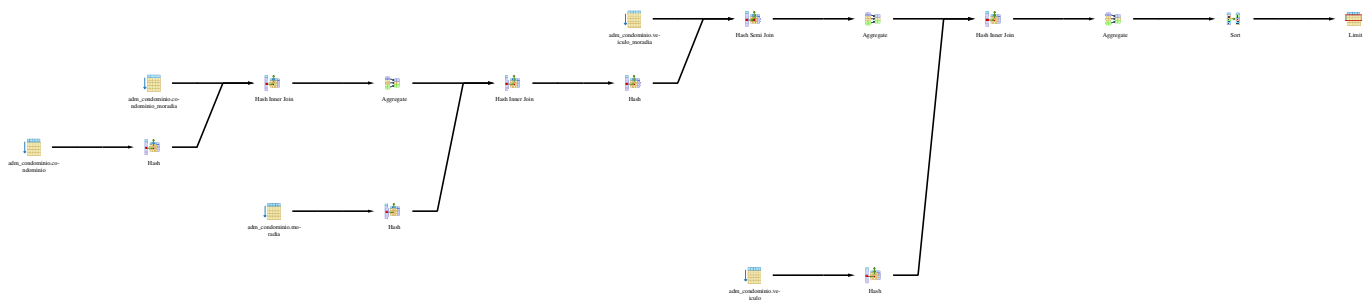 adm_condominio.ve-
iculo_moradia
Hash Semi Join
Aggregate
Hash Inner Join
Aggregate
Sort
Limit
adm_condominio.co-
ndominio_moradia
Hash Inner Join
Aggregate
Hash Inner Join
Hash
adm_condominio.co-
ndominio
Hash
adm_condominio.mo-
radia
Hash
adm_condominio.ve-
iculo
Hash